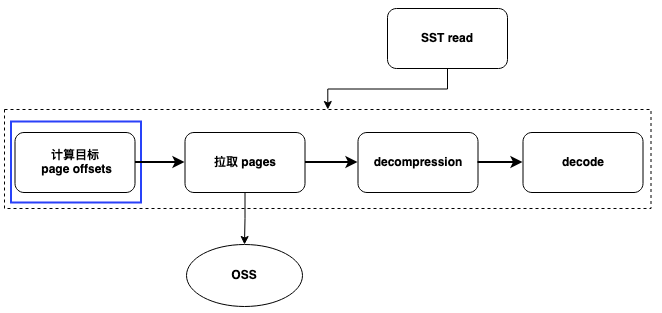 SST read
计算目标
page offsets
拉取 pages
decompression
decode
OSS